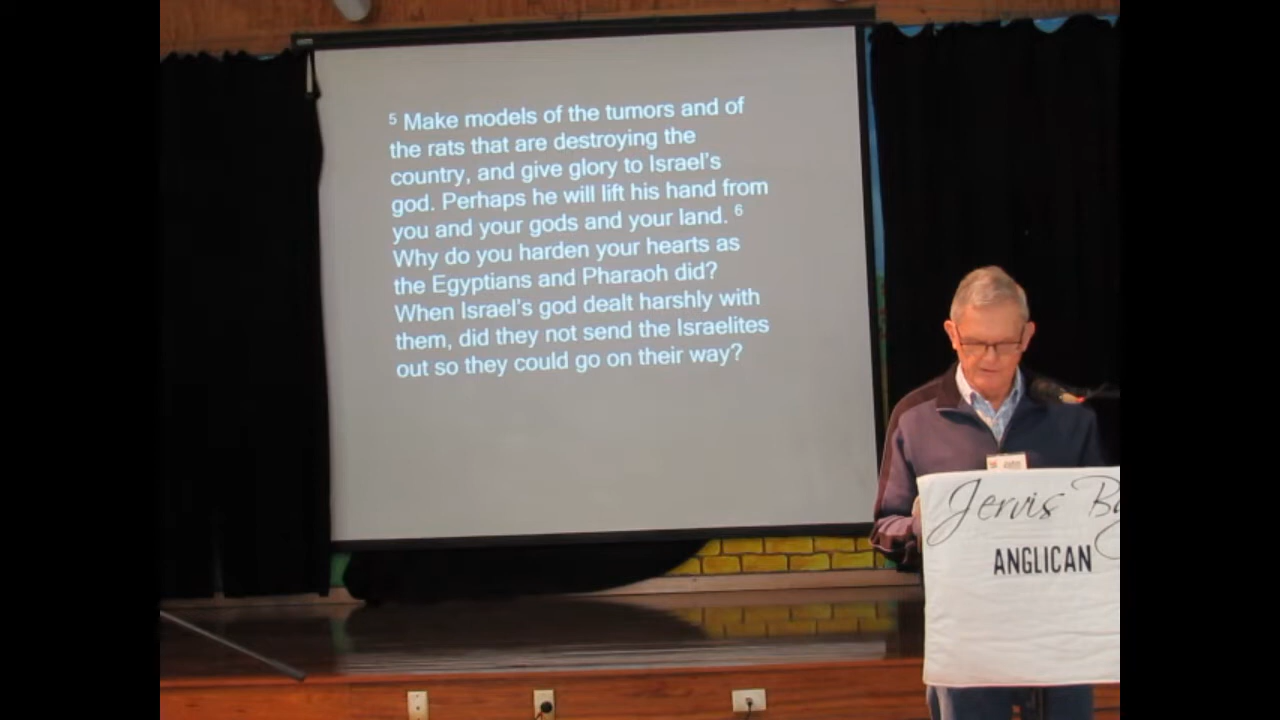 5 Make models of the tumors and of
the rats that are destroying the
country, and give glory to Israel's
god. Perhaps he will lift his hand from
you and your gods and your land. 6
Why do you harden your hearts as
the Egyptians and Pharaoh did?
When Israel's god dealt harshly with
them, did they not send the Israelites
out so they could go on their way?
Jervis
ANGLICAN